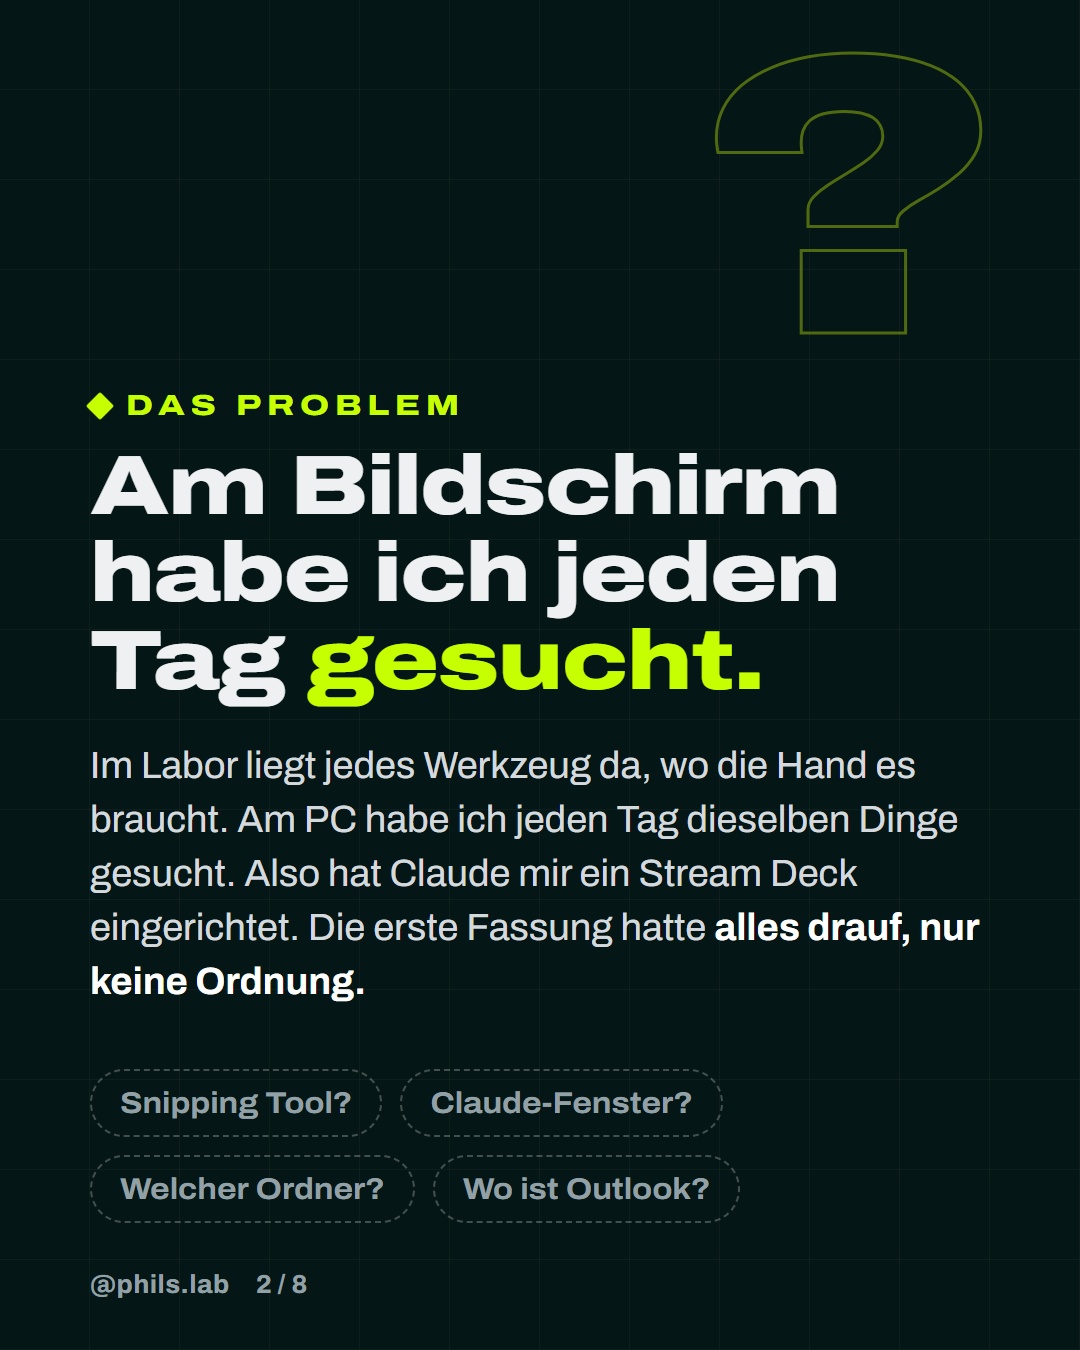 ?
DAS PROBLEM
Am Bildschirm
habe ich jeden
Tag gesucht.
Im Labor liegt jedes Werkzeug da, wo die Hand es
braucht. Am PC habe ich jeden Tag dieselben Dinge
gesucht. Also hat Claude mir ein Stream Deck
eingerichtet. Die erste Fassung hatte alles drauf, nur
keine Ordnung.
Snipping Tool? Claude-Fenster?
Welcher Ordner? Wo ist Outlook?
@phils.lab 2 / 8